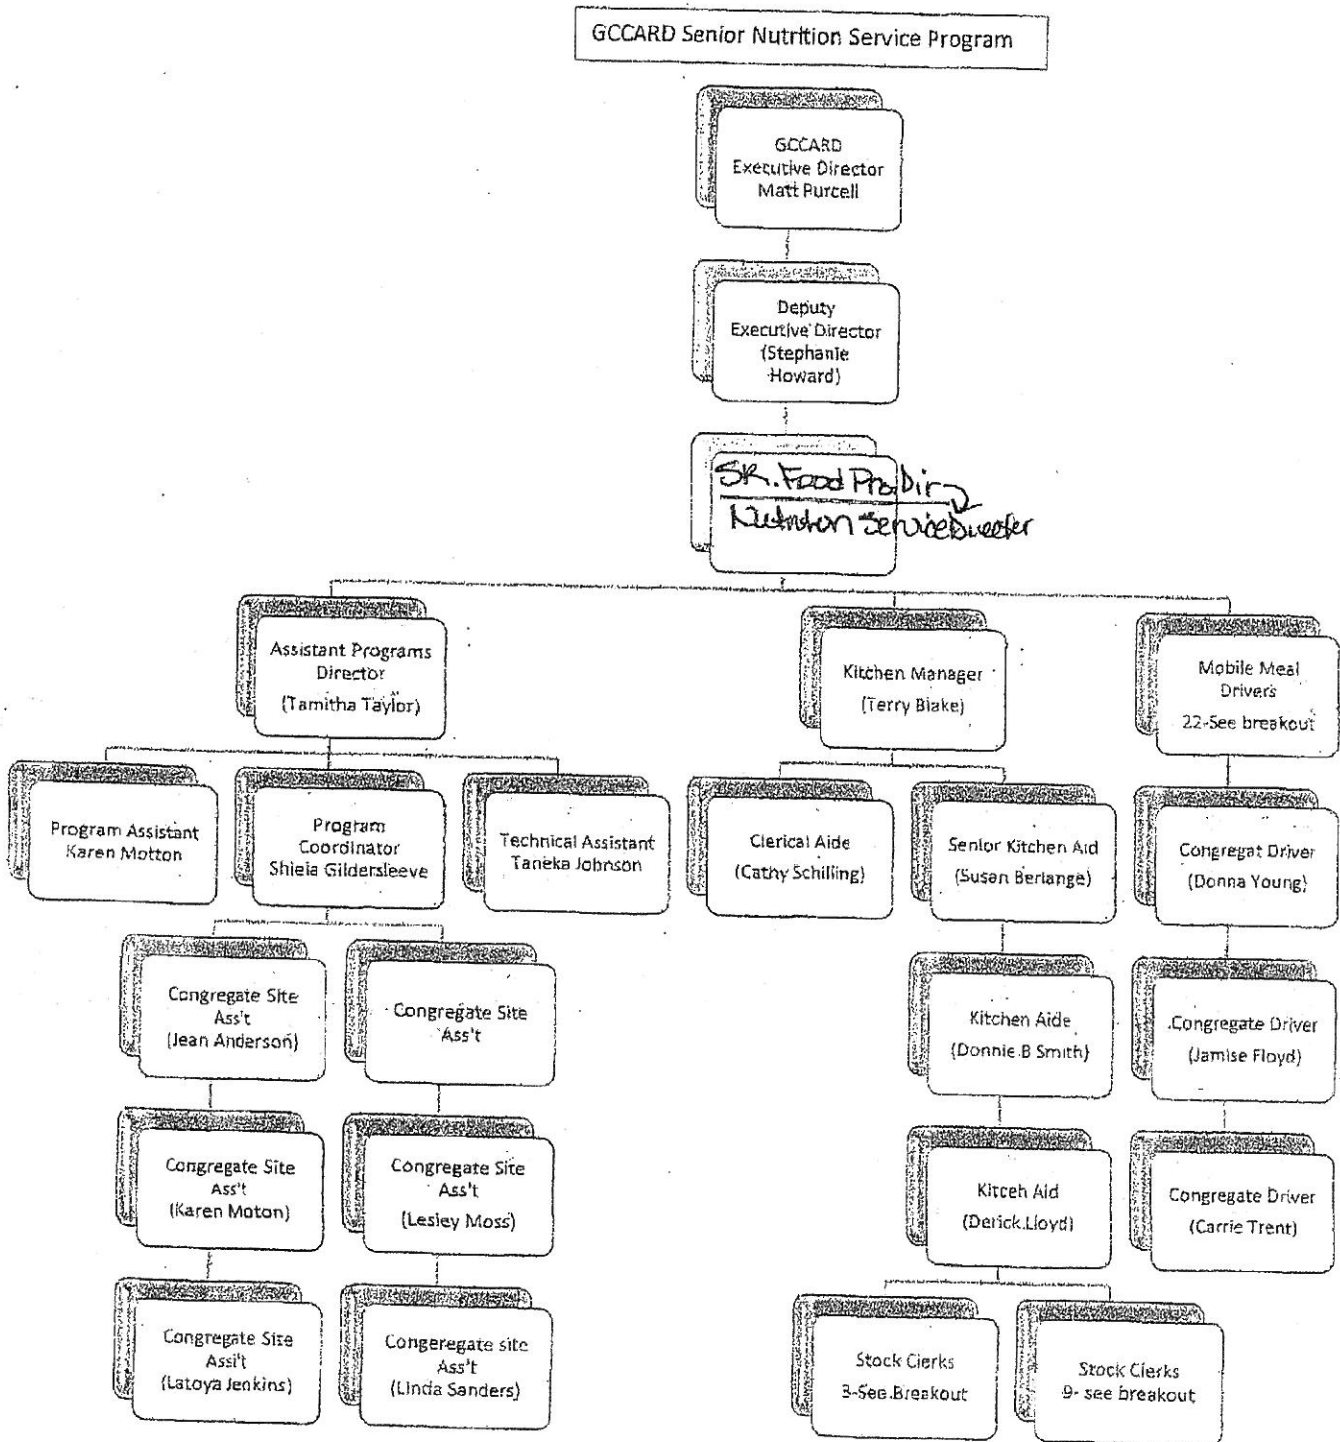 GCCARD Senior Nutrition Service Program
GCCARD
Executive Director
Matt Purcell
Deputy
Executive Director
(Stephanie
Howard)
SR. Food Pro. Dir
Nutrition Service Director
Assistant Programs
Director
(Tamitha Taylor)
Kitchen Manager
(Terry Blake)
Mobile Meal
Drivers
22-See breakout
Program Assistant
Karen Motton
Program
Coordinator
Shiela Gildersleeve
Technical Assistant
Taneka Johnson
Clerical Aide
(Cathy Schilling)
Senior Kitchen Aid
(Susan Berlange)
Congregat Driver
(Donna Young)
Congregate Site
Ass't
(Jean Anderson)
Congregate Site
Ass't
Kitchen Aide
(Donnie B Smith)
Congregate Driver
(Jamise Floyd)
Congregate Site
Ass't
(Karen Moton)
Congregate Site
Ass't
(Lesley Moss)
Kitceh Aid
(Derick Lloyd)
Congregate Driver
(Carrie Trent)
Congregate Site
Assi't
(Latoya Jenkins)
Congeregate site
Ass't
(Linda Sanders)
Stock Clerks
3-See Breakout
Stock Clerks
9- see breakout